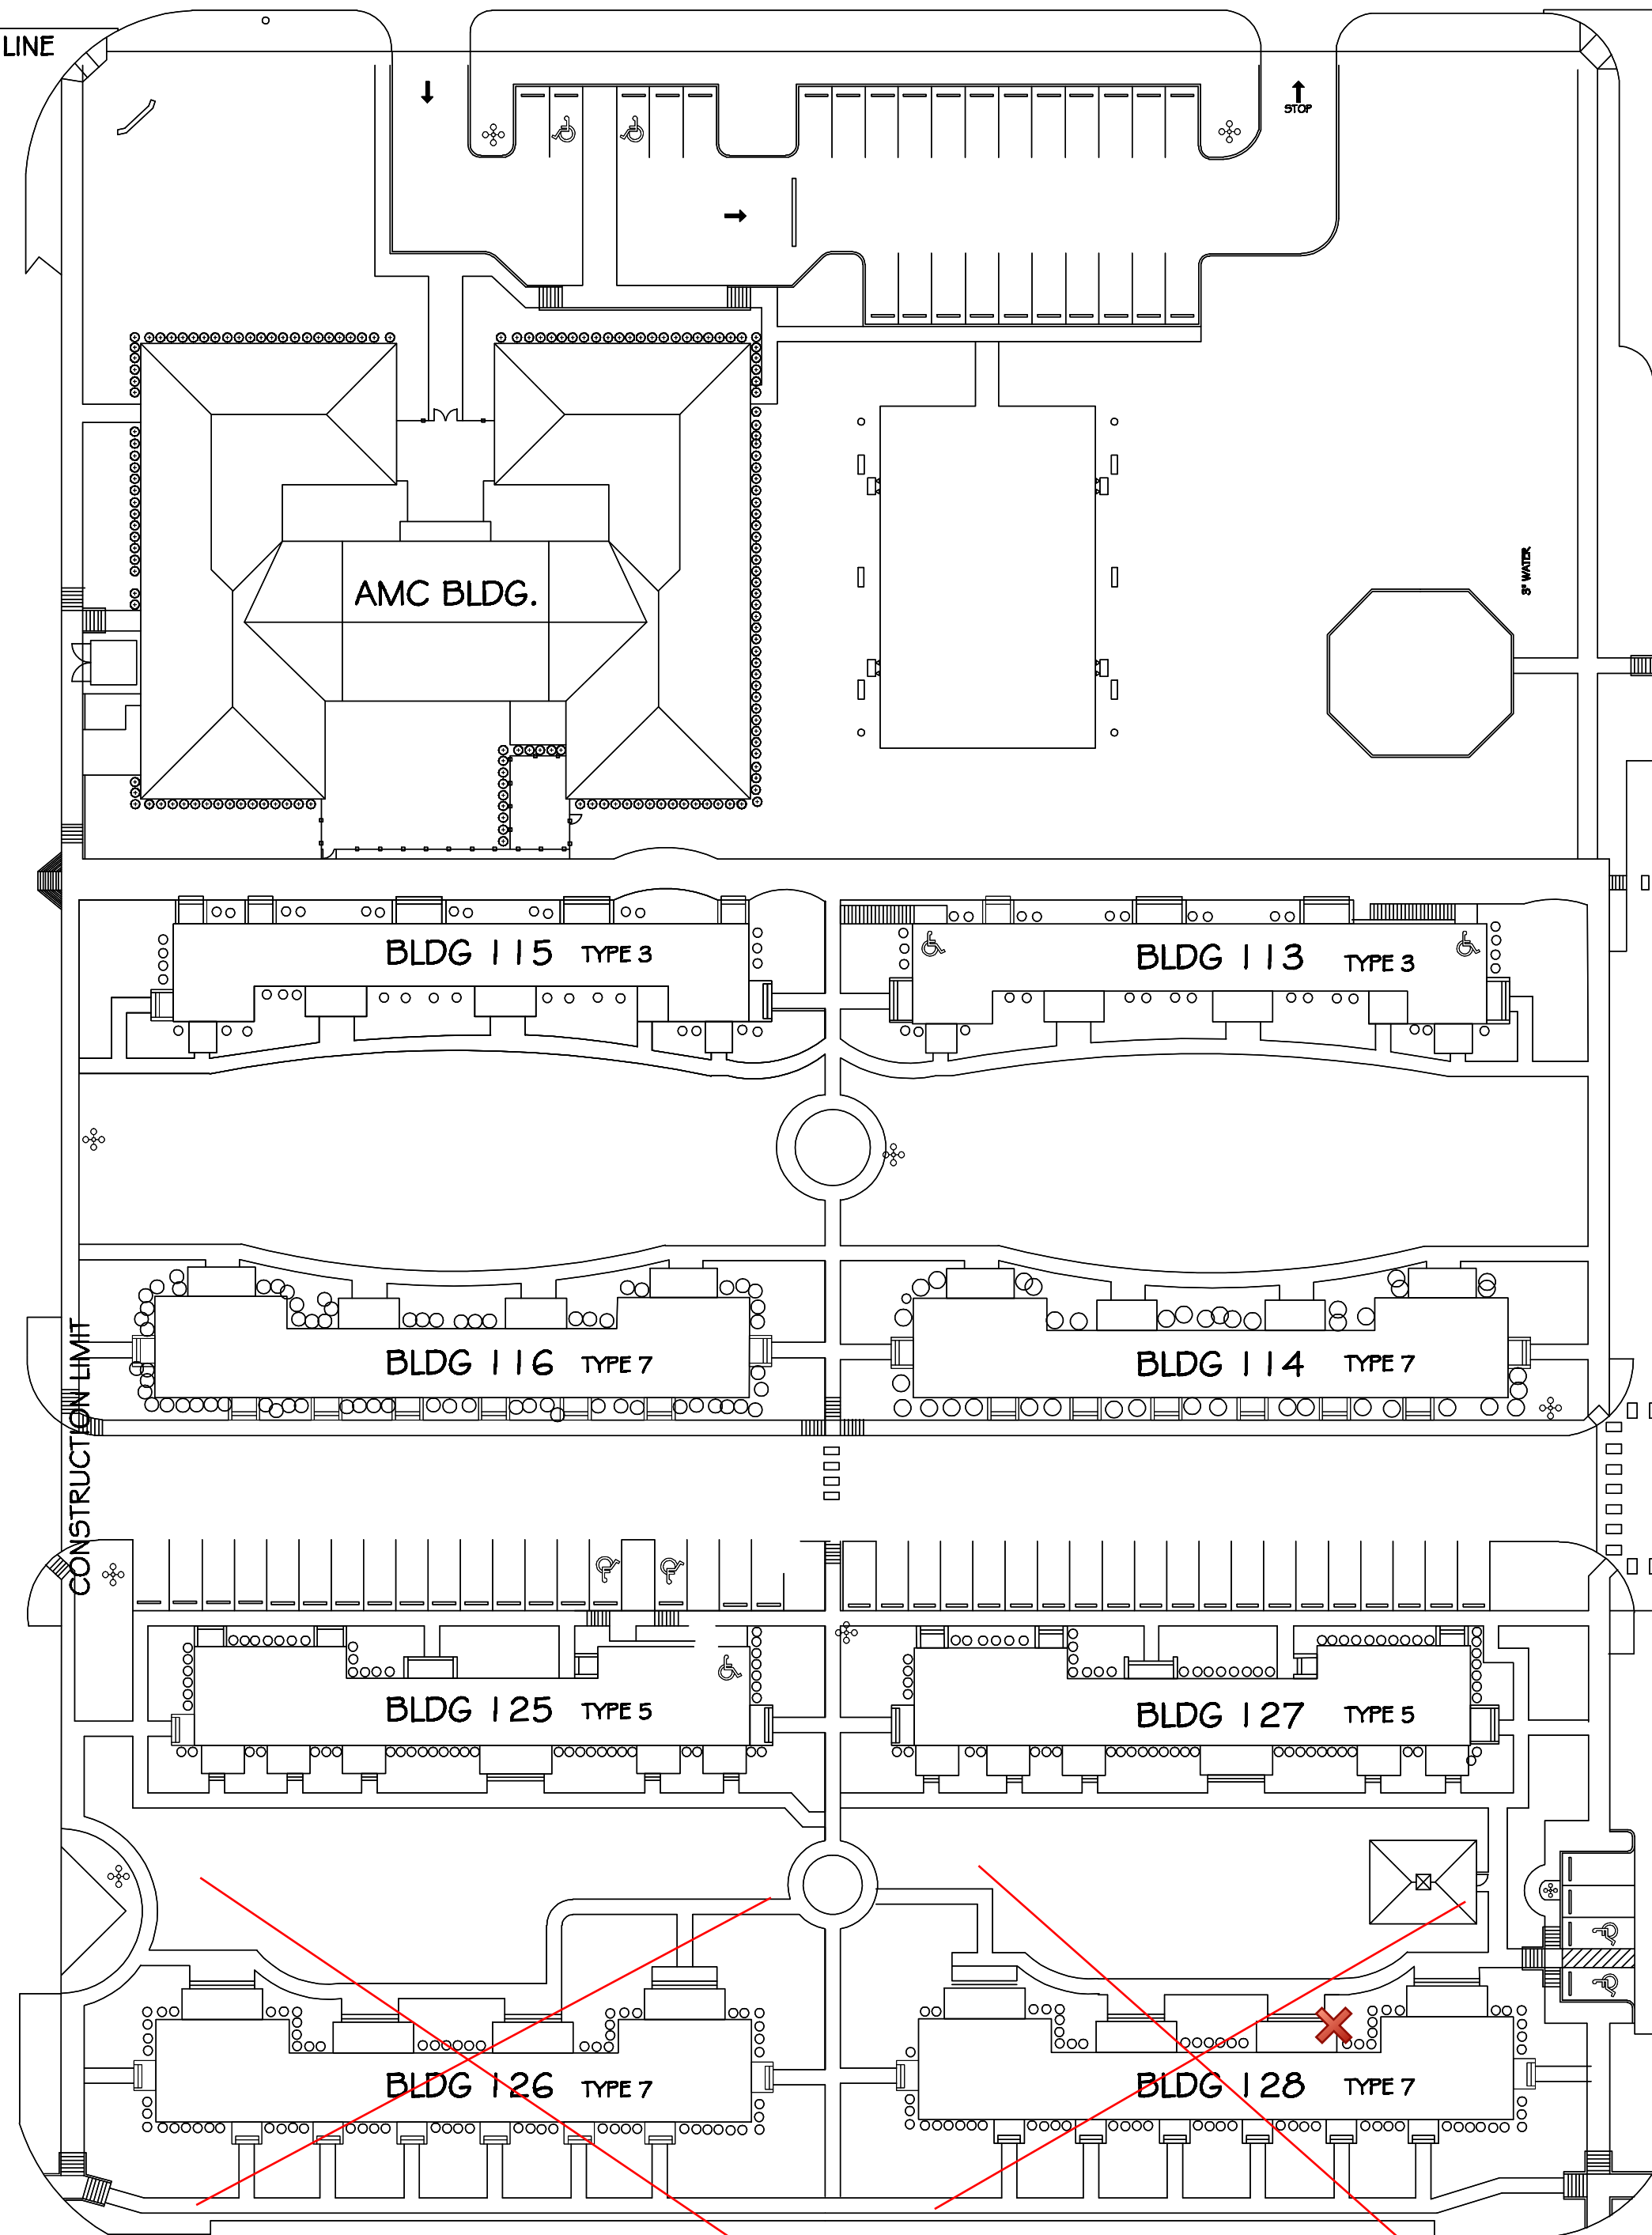 LINE
STOP
3" WATER
AMC BLDG.
BLDG 115 TYPE 3
BLDG 113 TYPE 3
BLDG 116 TYPE 7
BLDG 114 TYPE 7
CONSTRUCTION LIMIT
BLDG 125 TYPE 5
BLDG 127 TYPE 5
BLDG 126 TYPE 7
BLDG 128 TYPE 7